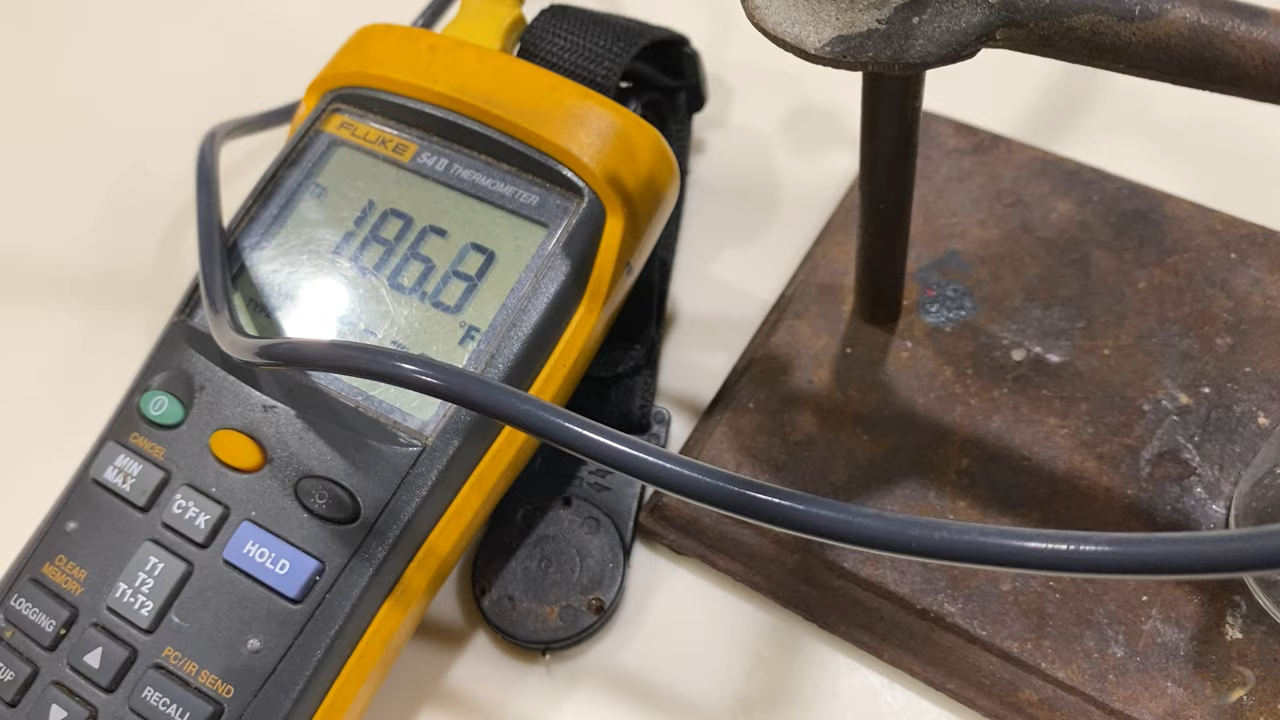 FLUKE 54 II THERMOMETER
186.8
°F
CANCEL
MIN
MAX
°C°FK
HOLD
T1
T2
T1-T2
CLEAR
MEMORY
LOGGING
PC/IR SEND
RECALL